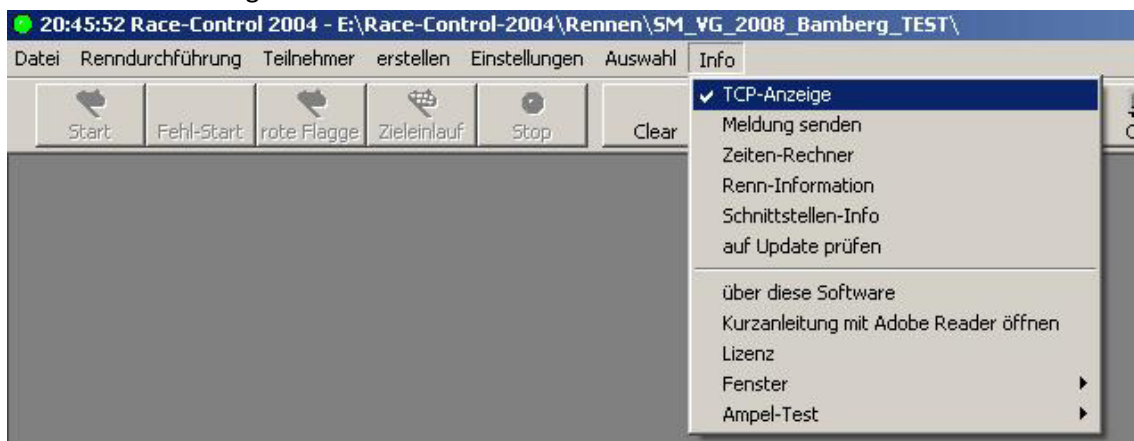 20:45:52 Race-Control 2004 - E:\Race-Control-2004\Rennen\SM_VG_2008_Bamberg_TEST\
Datei Renndurchführung Teilnehmer erstellen Einstellungen Auswahl Info
Start Fehl-Start rote Flagge Zieleinlauf Stop Clear
TCP-Anzeige
Meldung senden
Zeiten-Rechner
Renn-Information
Schnittstellen-Info
auf Update prüfen
über diese Software
Kurzanleitung mit Adobe Reader öffnen
Lizenz
Fenster
Ampel-Test